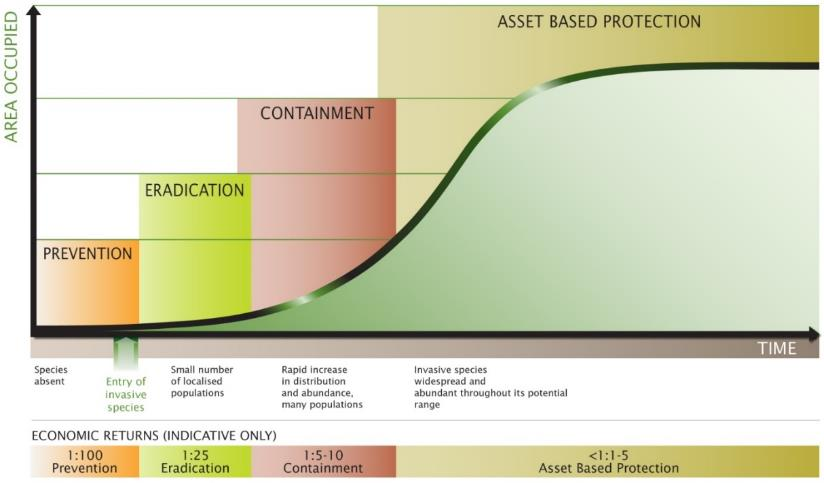 AREA OCCUPIED
ASSET BASED PROTECTION
CONTAINMENT
ERADICATION
PREVENTION
TIME
Species
absent
Entry of
invasive
species
Small number
of localised
populations
Rapid increase
in distribution
and abundance,
many populations
Invasive species
widespread and
abundant throughout its potential
range
ECONOMIC RETURNS (INDICATIVE ONLY)
1:100
Prevention
1:25
Eradication
1:5-10
Containment
<1:1-5
Asset Based Protection